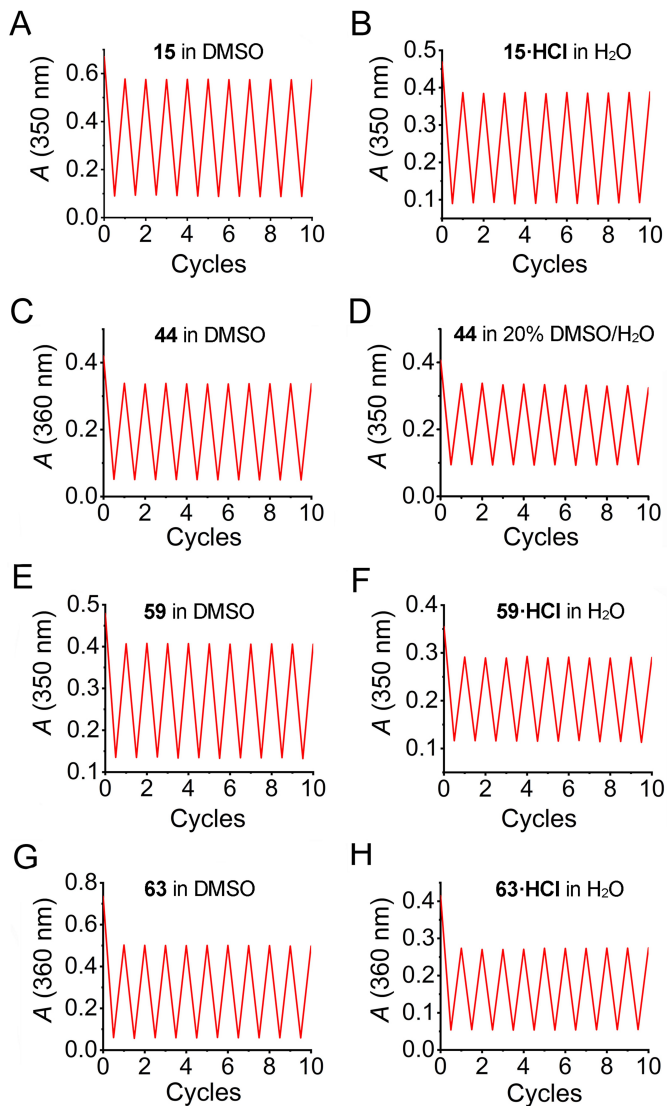 A
15 in DMSO
A (350 nm)
0.6
0.4
0.2
0.0
0 2 4 6 8 10
Cycles
B
15·HCl in H₂O
A (350 nm)
0.5
0.4
0.3
0.2
0.1
0 2 4 6 8 10
Cycles
C
44 in DMSO
A (360 nm)
0.4
0.2
0.0
0 2 4 6 8 10
Cycles
D
44 in 20% DMSO/H₂O
A (350 nm)
0.4
0.2
0.0
0 2 4 6 8 10
Cycles
E
59 in DMSO
A (350 nm)
0.5
0.4
0.3
0.2
0.1
0 2 4 6 8 10
Cycles
F
59·HCl in H₂O
A (350 nm)
0.4
0.3
0.2
0.1
0 2 4 6 8 10
Cycles
G
63 in DMSO
A (360 nm)
0.8
0.6
0.4
0.2
0.0
0 2 4 6 8 10
Cycles
H
63·HCl in H₂O
A (360 nm)
0.4
0.3
0.2
0.1
0.0
0 2 4 6 8 10
Cycles